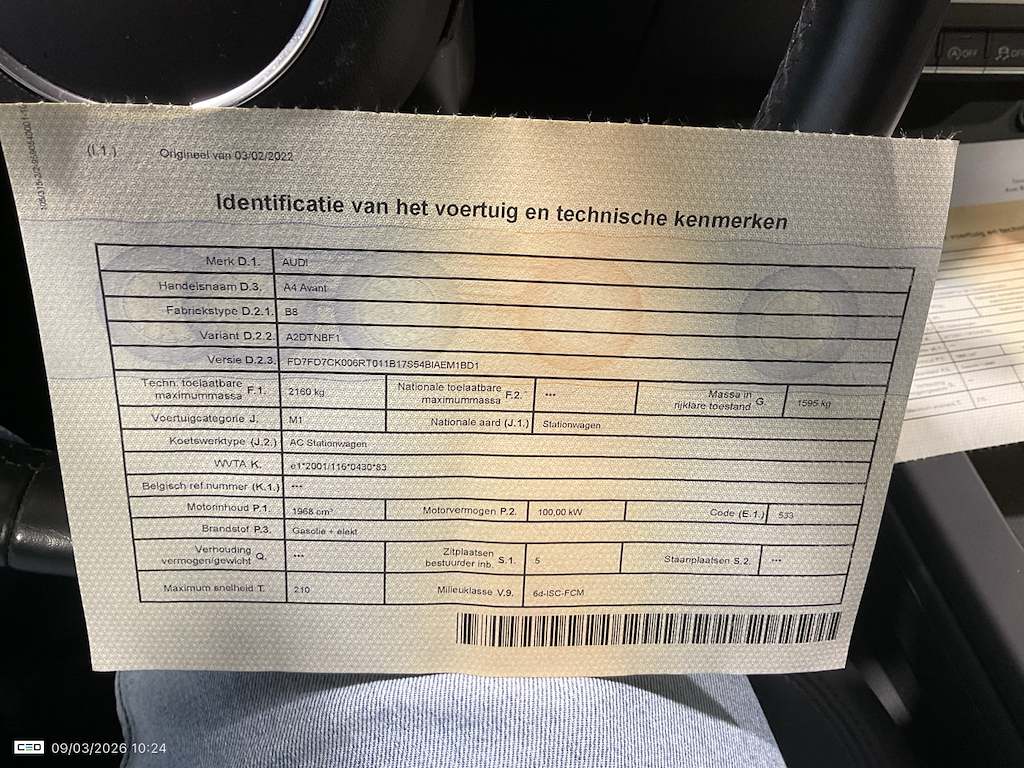 OFF
OFF
(I.1.) Origineel van 03/02/2022
Identificatie van het voertuig en technische kenmerken
Merk D.1. AUDI
Handelsnaam D.3. A4 Avant
Fabriekstype D.2.1. B8
Variant D.2.2. A2DTNBF1
Versie D.2.3. FD7FD7CK006RT011B17S54BIAEM1BD1
Techn. toelaatbare maximummassa F.1. 2160 kg Nationale toelaatbare maximummassa F.2. *** Massa in rijklare toestand G. 1595 kg
Voertuigcategorie J. M1 Nationale aard (J.1.) Stationwagen
Koetswerktype (J.2.) AC Stationwagen
WVTA K. e1*2001/116*0430*83
Belgisch ref.nummer (K.1.) ***
Motorinhoud P.1. 1968 cm³ Motorvermogen P.2. 100,00 kW Code (E.1.) 533
Brandstof P.3. Gasolie + elekt
Verhouding vermogen/gewicht Q. *** Zitplaatsen bestuurder inb. S.1. 5 Staanplaatsen S.2. ***
Maximum snelheid T. 210 Milieuklasse V.9. 6d-ISC-FCM
CED 09/03/2026 10:24